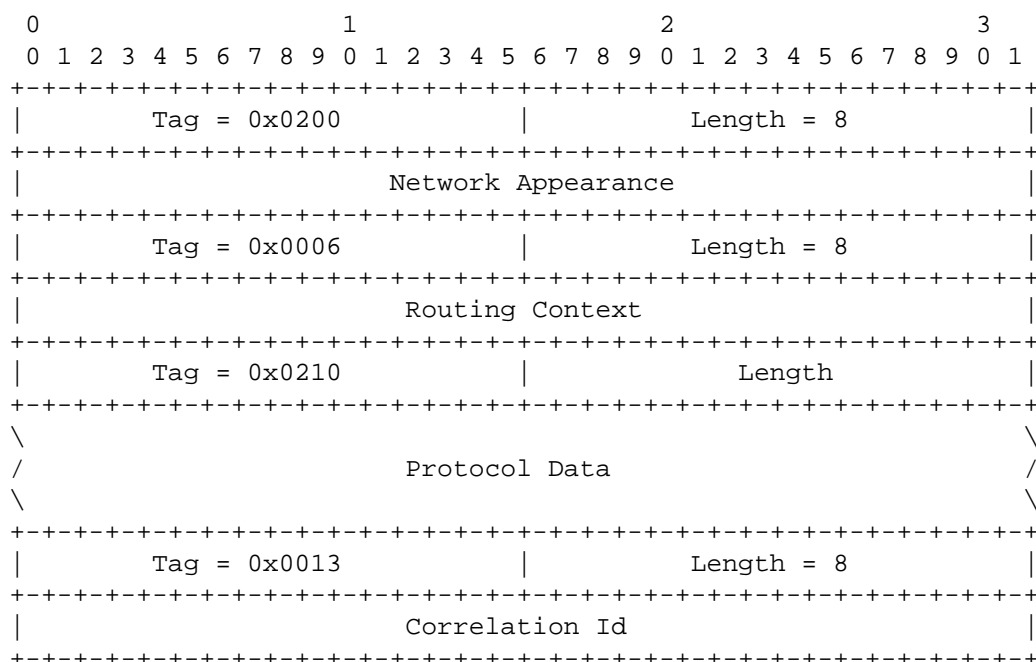 0                   1                   2                   3
 0 1 2 3 4 5 6 7 8 9 0 1 2 3 4 5 6 7 8 9 0 1 2 3 4 5 6 7 8 9 0 1
+-+-+-+-+-+-+-+-+-+-+-+-+-+-+-+-+-+-+-+-+-+-+-+-+-+-+-+-+-+-+-+-+
|        Tag = 0x0200           |          Length = 8           |
+-+-+-+-+-+-+-+-+-+-+-+-+-+-+-+-+-+-+-+-+-+-+-+-+-+-+-+-+-+-+-+-+
|                       Network Appearance                      |
+-+-+-+-+-+-+-+-+-+-+-+-+-+-+-+-+-+-+-+-+-+-+-+-+-+-+-+-+-+-+-+-+
|        Tag = 0x0006           |          Length = 8           |
+-+-+-+-+-+-+-+-+-+-+-+-+-+-+-+-+-+-+-+-+-+-+-+-+-+-+-+-+-+-+-+-+
|                        Routing Context                        |
+-+-+-+-+-+-+-+-+-+-+-+-+-+-+-+-+-+-+-+-+-+-+-+-+-+-+-+-+-+-+-+-+
|        Tag = 0x0210           |             Length            |
+-+-+-+-+-+-+-+-+-+-+-+-+-+-+-+-+-+-+-+-+-+-+-+-+-+-+-+-+-+-+-+-+
\                                                               \
/                        Protocol Data                          /
\                                                               \
+-+-+-+-+-+-+-+-+-+-+-+-+-+-+-+-+-+-+-+-+-+-+-+-+-+-+-+-+-+-+-+-+
|        Tag = 0x0013           |          Length = 8           |
+-+-+-+-+-+-+-+-+-+-+-+-+-+-+-+-+-+-+-+-+-+-+-+-+-+-+-+-+-+-+-+-+
|                        Correlation Id                         |
+-+-+-+-+-+-+-+-+-+-+-+-+-+-+-+-+-+-+-+-+-+-+-+-+-+-+-+-+-+-+-+-+